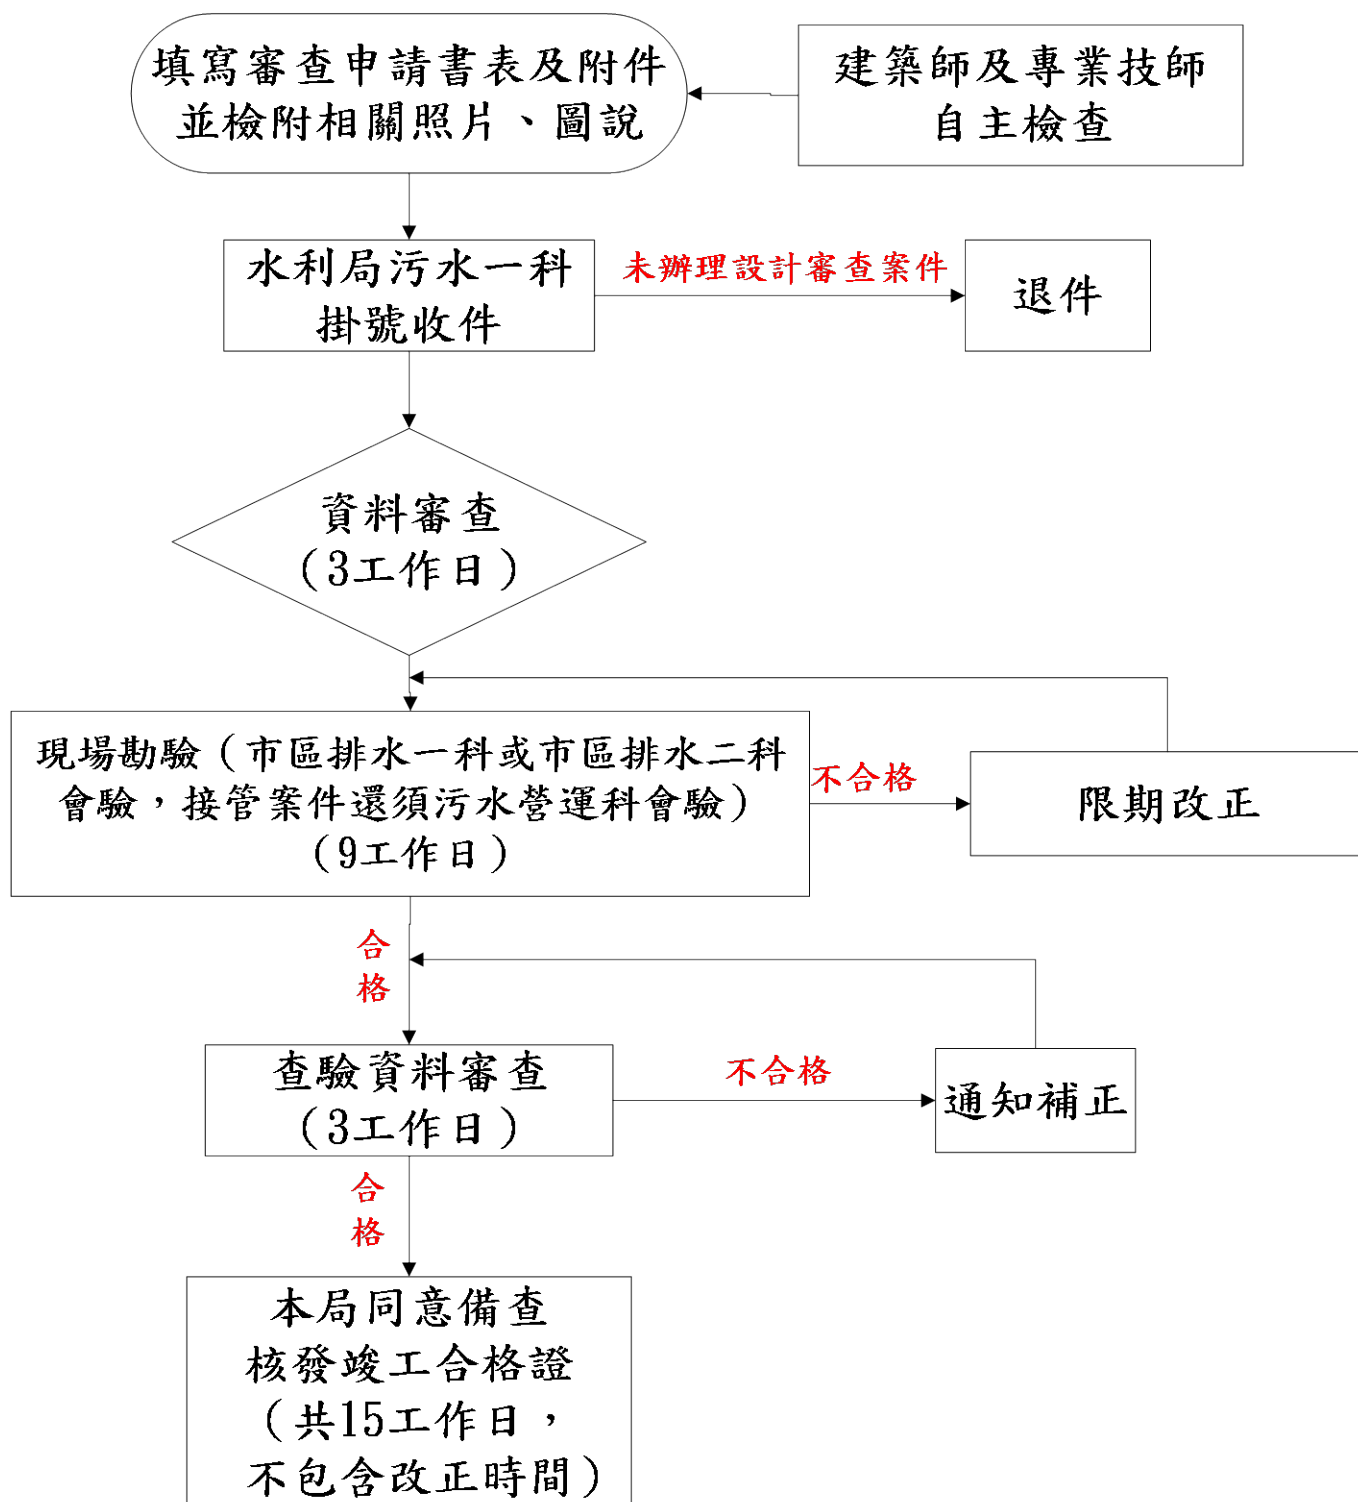 填寫審查申請書表及附件
並檢附相關照片、圖說
建築師及專業技師
自主檢查
水利局污水一科
掛號收件
未辦理設計審查案件
退件
資料審查
（3工作日）
現場勘驗（市區排水一科或市區排水二科
會驗，接管案件還須污水營運科會驗）
（9工作日）
不合格
限期改正
合
格
查驗資料審查
（3工作日）
不合格
通知補正
合
格
本局同意備查
核發竣工合格證
（共15工作日，
不包含改正時間）